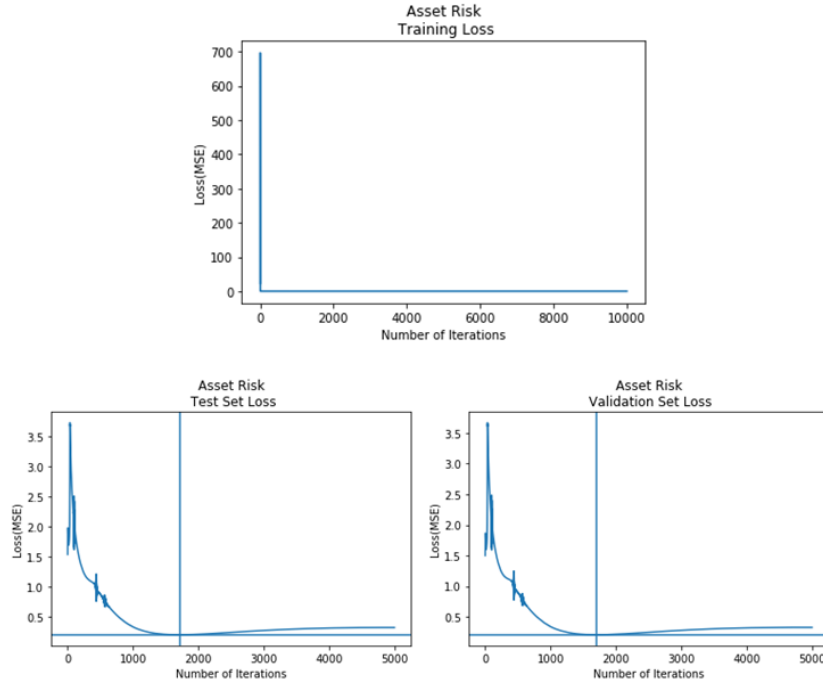 Asset Risk
Training Loss
700
600
500
400
300
200
100
0
Loss(MSE)
0 2000 4000 6000 8000 10000
Number of Iterations
Asset Risk
Test Set Loss
3.5
3.0
2.5
2.0
1.5
1.0
0.5
Loss(MSE)
0 1000 2000 3000 4000 5000
Number of Iterations
Asset Risk
Validation Set Loss
3.5
3.0
2.5
2.0
1.5
1.0
0.5
Loss(MSE)
0 1000 2000 3000 4000 5000
Number of Iterations